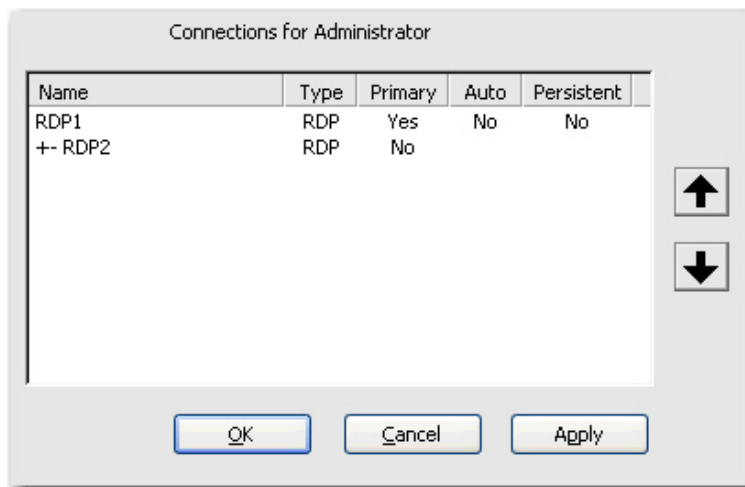 Connections for Administrator
Name Type Primary Auto Persistent
RDP1 RDP Yes No No
+- RDP2 RDP No
OK Cancel Apply